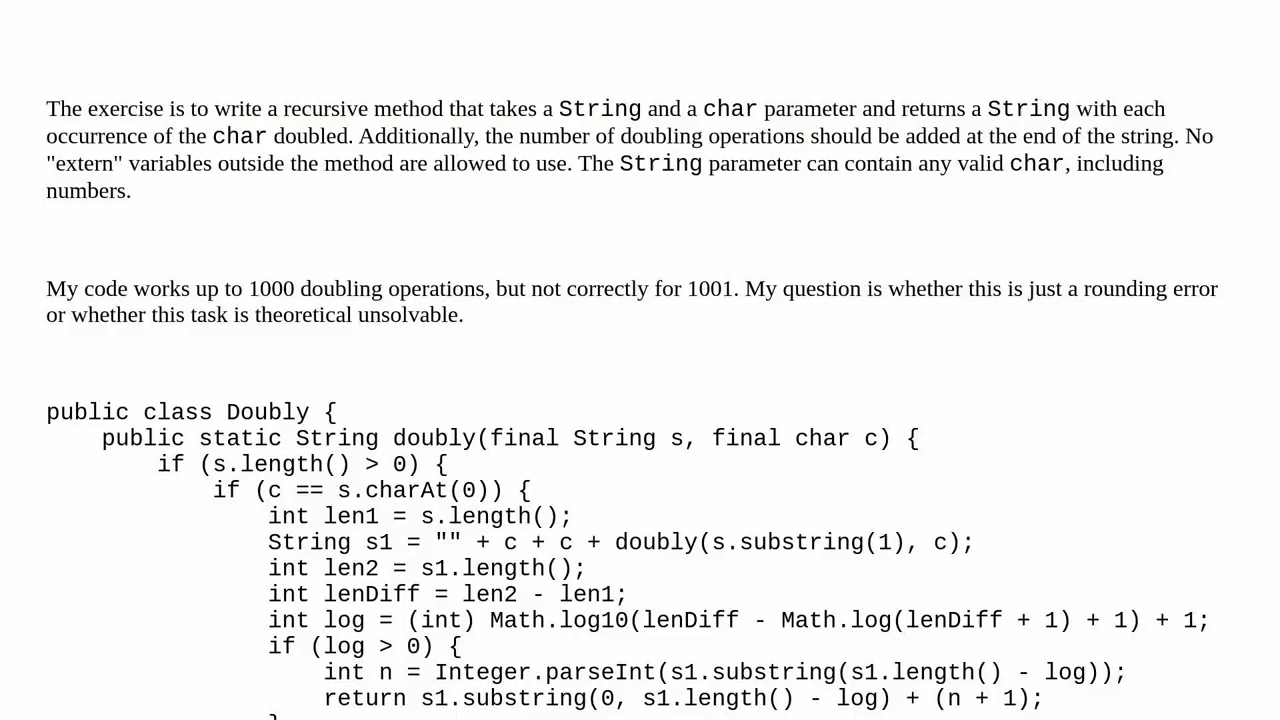 The exercise is to write a recursive method that takes a String and a char parameter and returns a String with each
occurrence of the char doubled. Additionally, the number of doubling operations should be added at the end of the string. No
"extern" variables outside the method are allowed to use. The String parameter can contain any valid char, including
numbers.
My code works up to 1000 doubling operations, but not correctly for 1001. My question is whether this is just a rounding error
or whether this task is theoretical unsolvable.
public class Doubly {
    public static String doubly(final String s, final char c) {
        if (s.length() > 0) {
            if (c == s.charAt(0)) {
                int len1 = s.length();
                String s1 = "" + c + c + doubly(s.substring(1), c);
                int len2 = s1.length();
                int lenDiff = len2 - len1;
                int log = (int) Math.log10(lenDiff - Math.log(lenDiff + 1) + 1) + 1;
                if (log > 0) {
                    int n = Integer.parseInt(s1.substring(s1.length() - log));
                    return s1.substring(0, s1.length() - log) + (n + 1);
                }